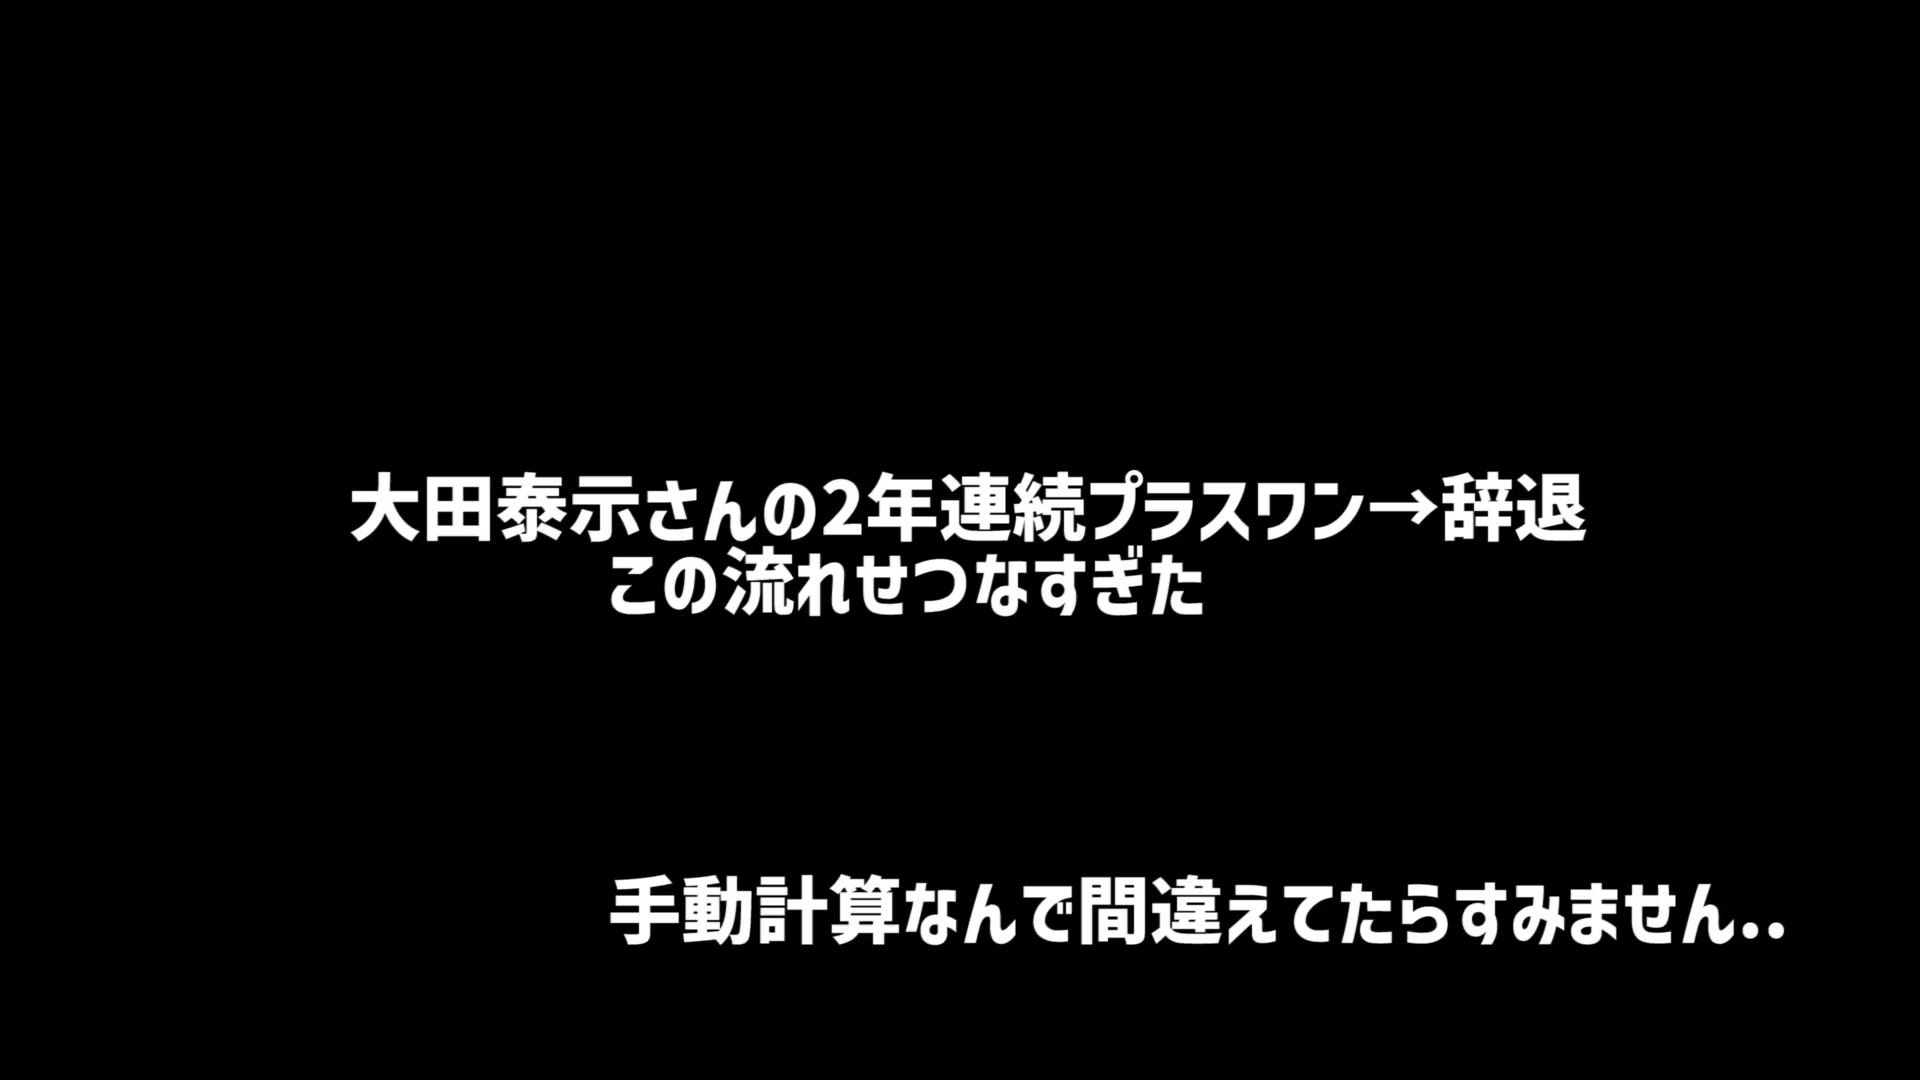 大田泰示さんの2年連続プラスワン→辞退
この流れせつなすぎた
手動計算なんで間違えてたらすみません..